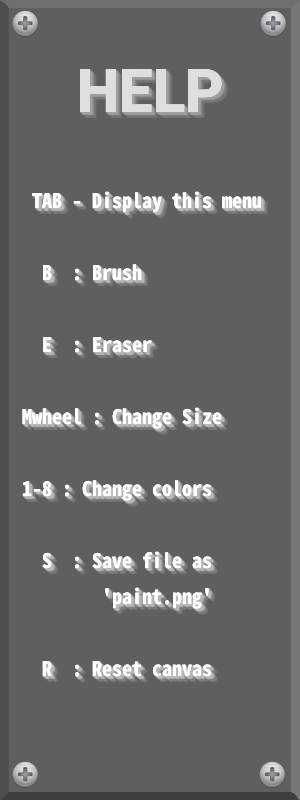 HELP
TAB - Display this menu
B : Brush
E : Eraser
Mwheel : Change Size
1-8 : Change colors
S : Save file as
'paint.png'
R : Reset canvas